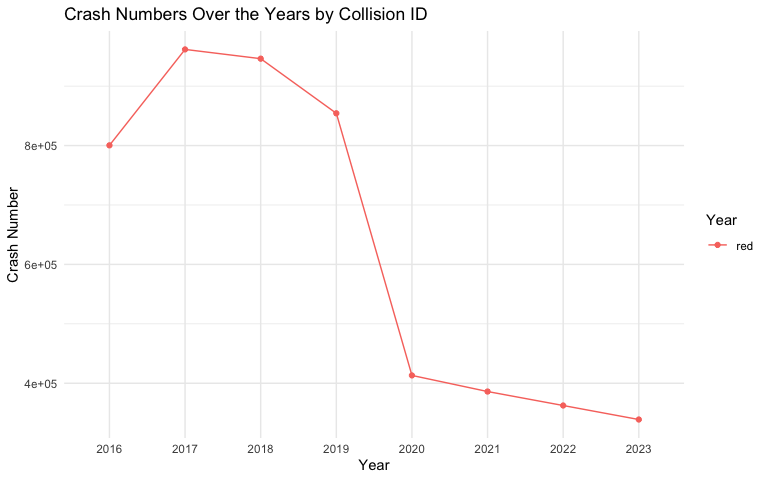 Crash Numbers Over the Years by Collision ID
Crash Number
8e+05
6e+05
4e+05
2016 2017 2018 2019 2020 2021 2022 2023
Year
Year
red